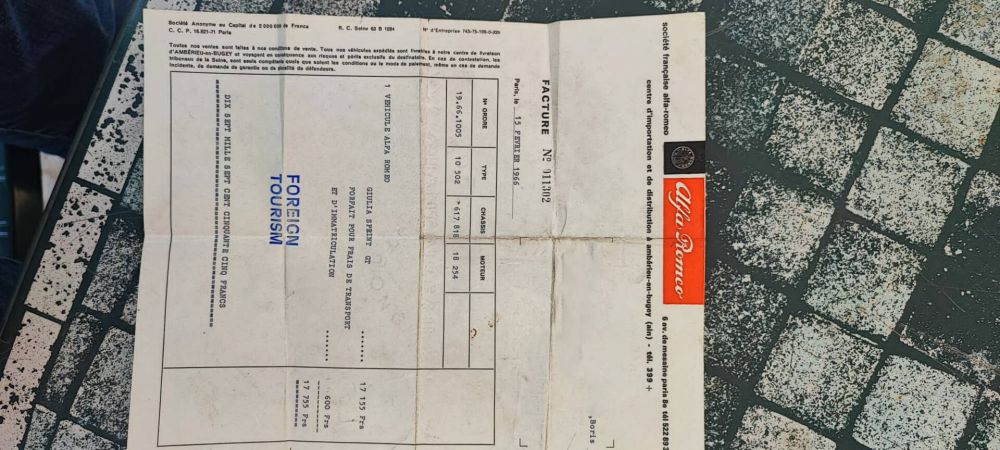 société française alfa-romeo
Alfa Romeo
6 av. de messine paris 8e tél 522 89
centre d'importation et de distribution à ambérieu-en-bugey (ain) - tél. 399 +
,Boris
FACTURE Nº 011302
Paris, le 15 FEVRIER 1966
Nº ORDRE TYPE CHASSIS MOTEUR
19.66.1005 10 502 617 818 18 254
1 VEHICULE ALFA ROMEO
GIULIA SPRINT GT ....... 17 155 Frs
FORFAIT POUR FRAIS DE TRANSPORT
ET D'IMMATRICULATION ....... 600 Frs
17 755 Frs
FOREIGN
TOURISM
DIX SEPT MILLE SEPT CENT CINQUANTE CINQ FRANCS
Toutes nos ventes sont faites à nos conditions de vente. Tous nos véhicules expédiés sont livrables à notre centre de livraison
d'AMBÉRIEU-en-BUGEY et voyagent en conséquence aux risques et périls exclusifs du destinataire. En cas de contestation, les
tribunaux de la Seine, sont seuls compétents quels que soient les conditions ou le mode de paiement, même en cas de demande
incidente, de demande de garantie ou de pluralité de défendeurs.
Société Anonyme au Capital de 2 000 000 de Francs R. C. Seine 63 B 1084 Nº d'Entreprise
C. C. P. 16.821-71 Paris